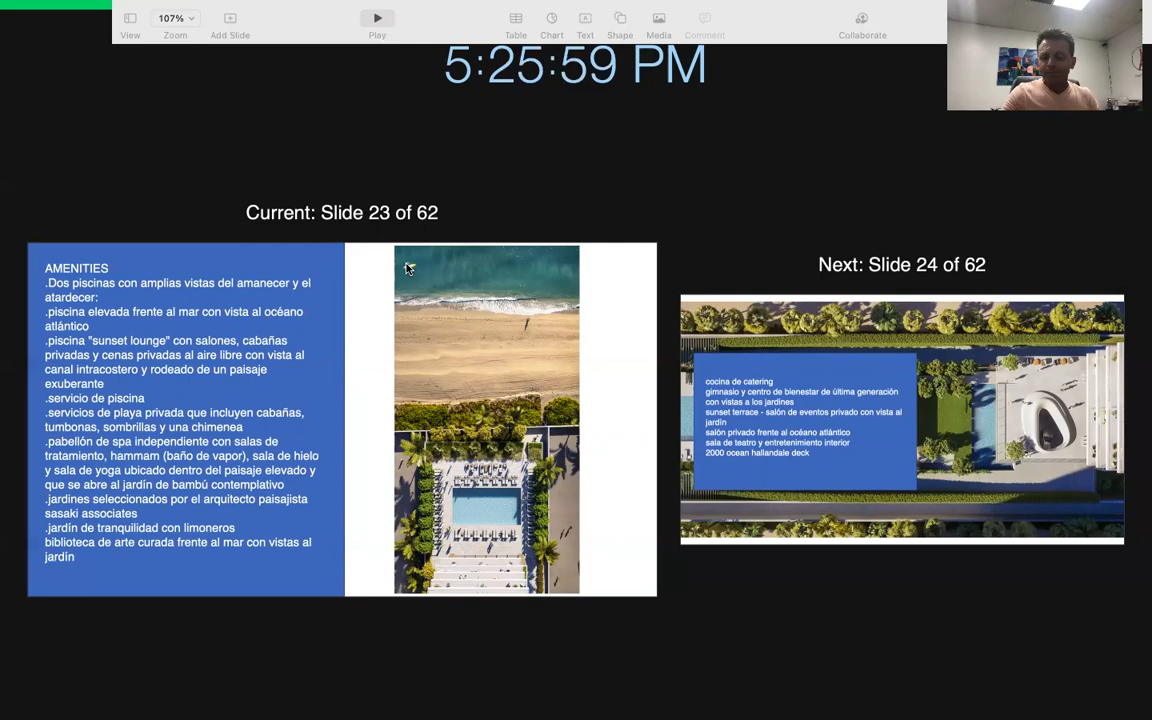 107%
View
Zoom
Add Slide
Play
Table
Chart
Text
Shape
Media
Comment
Collaborate
5:25:59 PM
Current: Slide 23 of 62
AMENITIES
.Dos piscinas con amplias vistas del amanecer y el
atardecer:
.piscina elevada frente al mar con vista al océano
atlántico
.piscina "sunset lounge" con salones, cabañas
privadas y cenas privadas al aire libre con vista al
canal intracostero y rodeado de un paisaje
exuberante
.servicio de piscina
.servicios de playa privada que incluyen cabañas,
tumbonas, sombrillas y una chimenea
.pabellón de spa independiente con salas de
tratamiento, hammam (baño de vapor), sala de hielo
y sala de yoga ubicado dentro del paisaje elevado y
que se abre al jardín de bambú contemplativo
.jardines seleccionados por el arquitecto paisajista
sasaki associates
.jardín de tranquilidad con limoneros
biblioteca de arte curada frente al mar con vistas al
jardín
Next: Slide 24 of 62
cocina de catering
gimnasio y centro de bienestar de última generación
con vistas a los jardines
sunset terrace - salón de eventos privado con vista al
jardín
salón privado frente al océano atlántico
sala de teatro y entretenimiento interior
2000 ocean hallandale deck